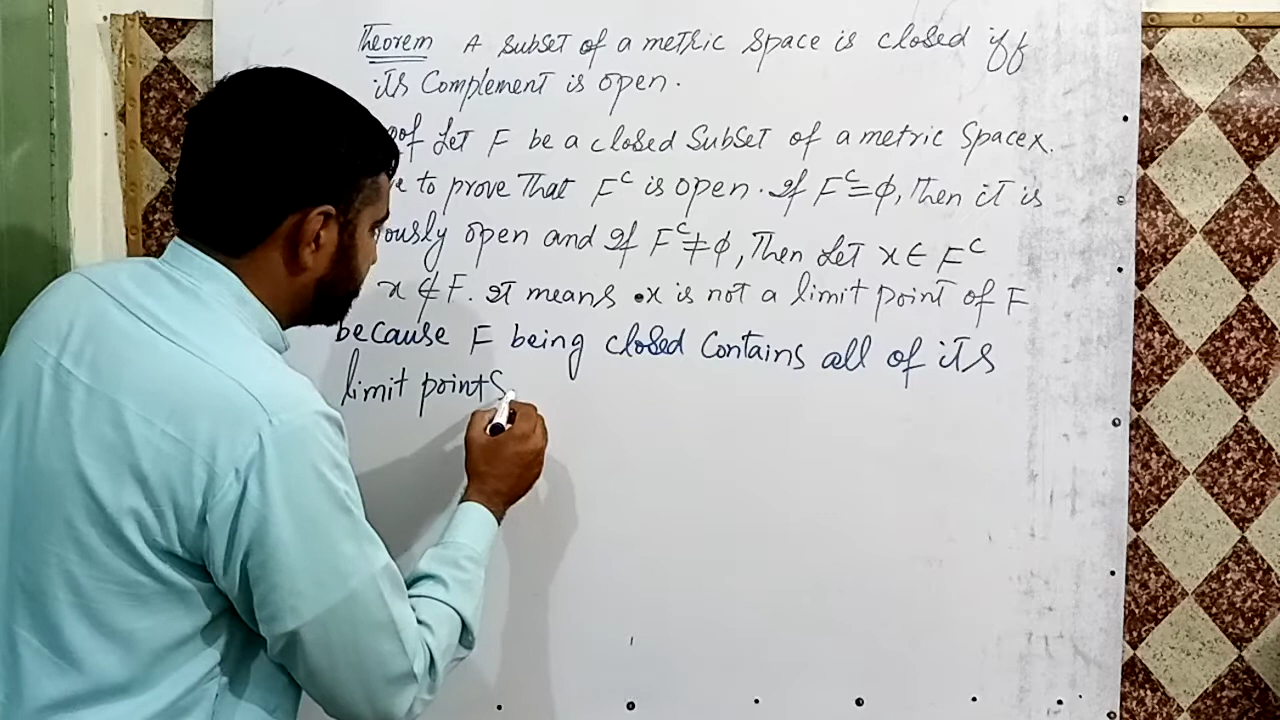 Theorem A subset of a metric space is closed iff
its complement is open.
Let F be a closed subset of a metric space X.
to prove that F^c is open. If F^c = φ, then it is
open and if F^c ≠ φ, then let x ∈ F^c
x ∉ F. It means x is not a limit point of F
because F being closed contains all of its
limit points